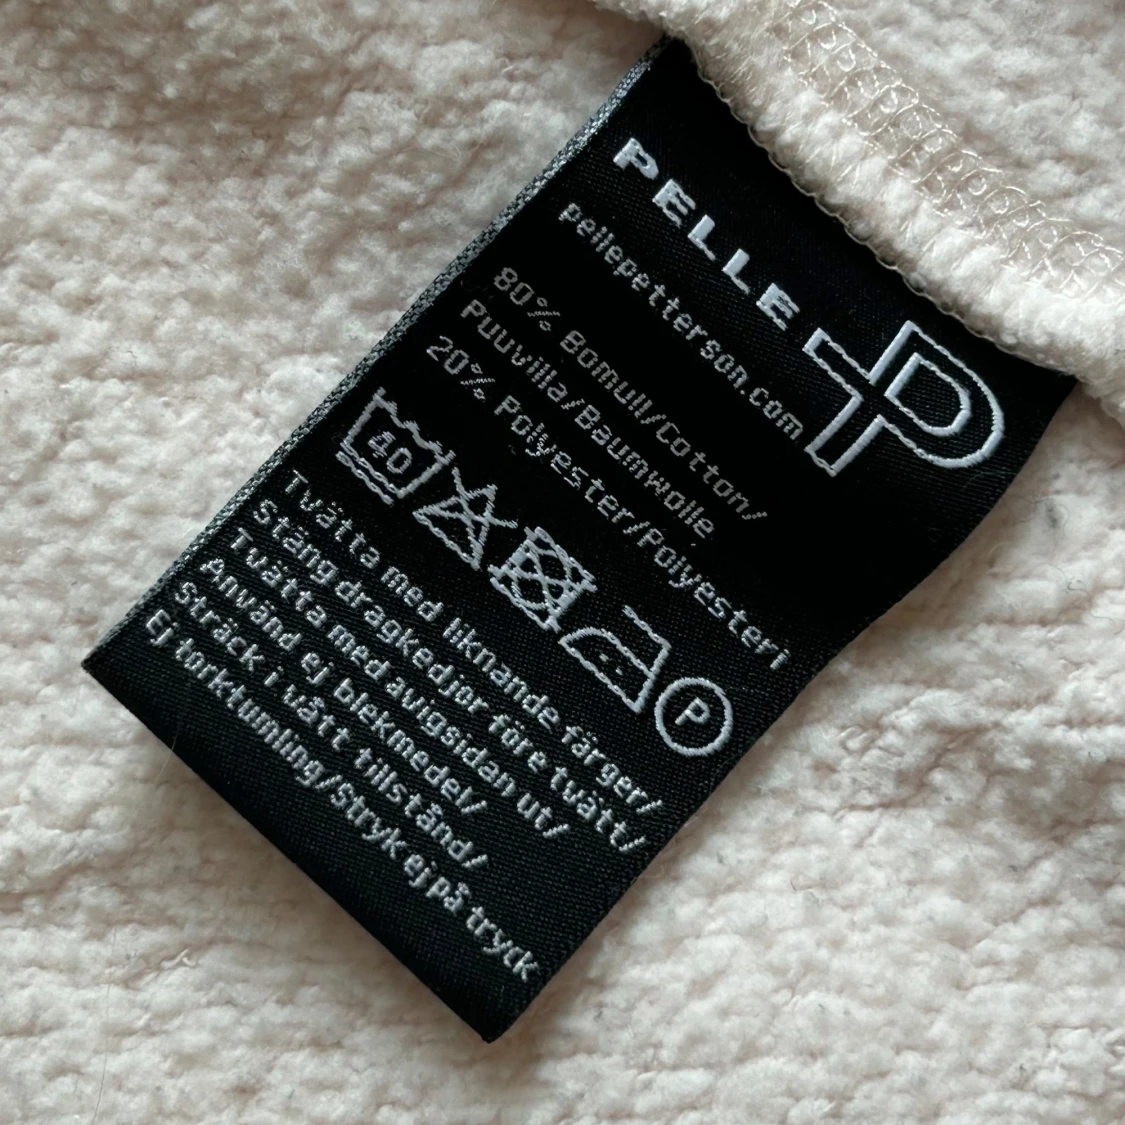 PELLE P
pellepetterson.com
80% Bomull/Cotton/
Puuvilla/Baumwolle
20% Polyester/Polyesteri
40
P
Tvätta med liknande färger/
Stäng dragkedjor före tvätt/
Tvätta med avigsidan ut/
Använd ej blekmedel/
Sträck i vått tillstånd/
Ej torktumling/Stryk ej på tryck